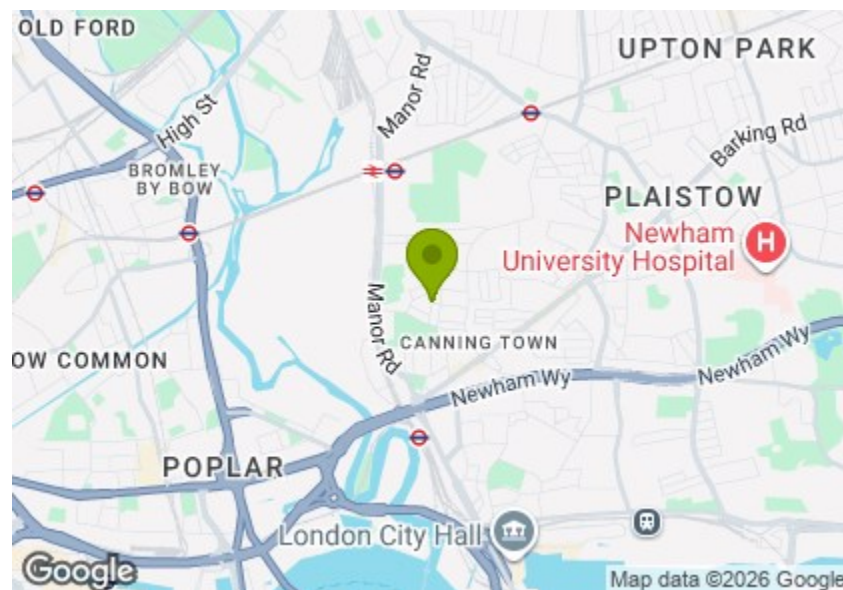 OLD FORD
UPTON PARK
Manor Rd
High St
Barking Rd
BROMLEY
BY BOW
PLAISTOW
Newham
University Hospital
H
Manor Rd
CANNING TOWN
OW COMMON
Newham Wy
Newham Wy
POPLAR
London City Hall
Google
Map data ©2026 Google